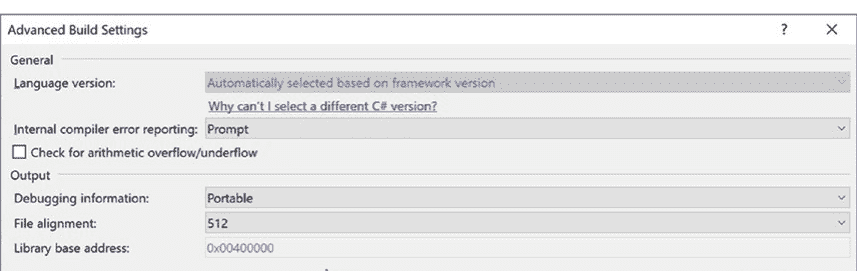 Advanced Build Settings ? ✕
General
Language version: Automatically selected based on framework version
Why can't I select a different C# version?
Internal compiler error reporting: Prompt
Check for arithmetic overflow/underflow
Output
Debugging information: Portable
File alignment: 512
Library base address: 0x00400000